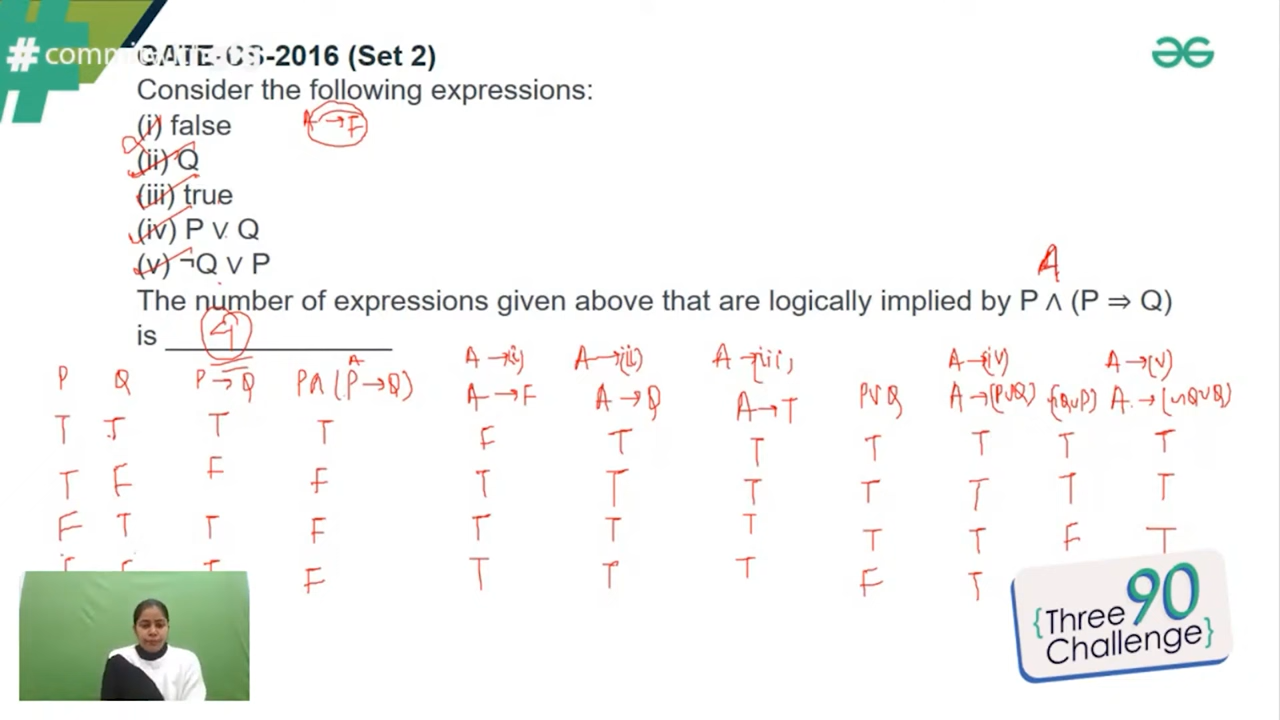 GATE-CS-2016 (Set 2)
Consider the following expressions:
(i) false A → F
(ii) Q
(iii) true
(iv) P ∨ Q
(v) ¬Q ∨ P
A
The number of expressions given above that are logically implied by P ∧ (P ⇒ Q)
is 4
A →(i) A →(ii) A →(iii) A →(iv) A →(v)
A
P Q P → Q P∧(P → Q) A → F A → Q A → T P∨Q A →(P∨Q) (¬Q∨P) A → (¬Q∨Q)
T T T T F T T T T T T
T F F F T T T T T T T
F T T F T T T T T F T
F T T T F T
{Three 90
Challenge}